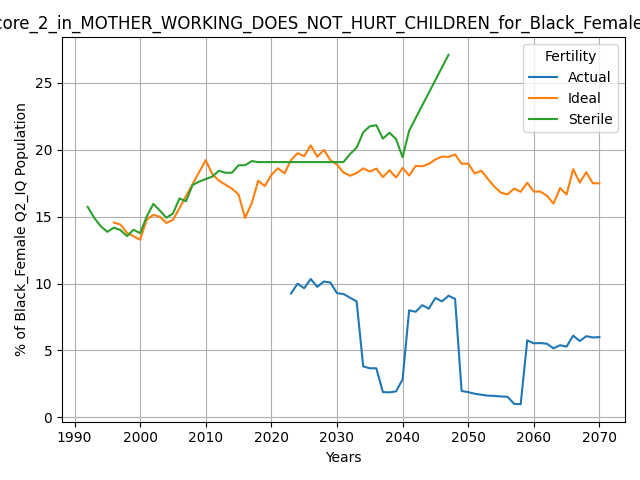 core_2_in_MOTHER_WORKING_DOES_NOT_HURT_CHILDREN_for_Black_Female
% of Black_Female Q2_IQ Population
25
20
15
10
5
0
Fertility
Actual
Ideal
Sterile
1990 2000 2010 2020 2030 2040 2050 2060 2070
Years